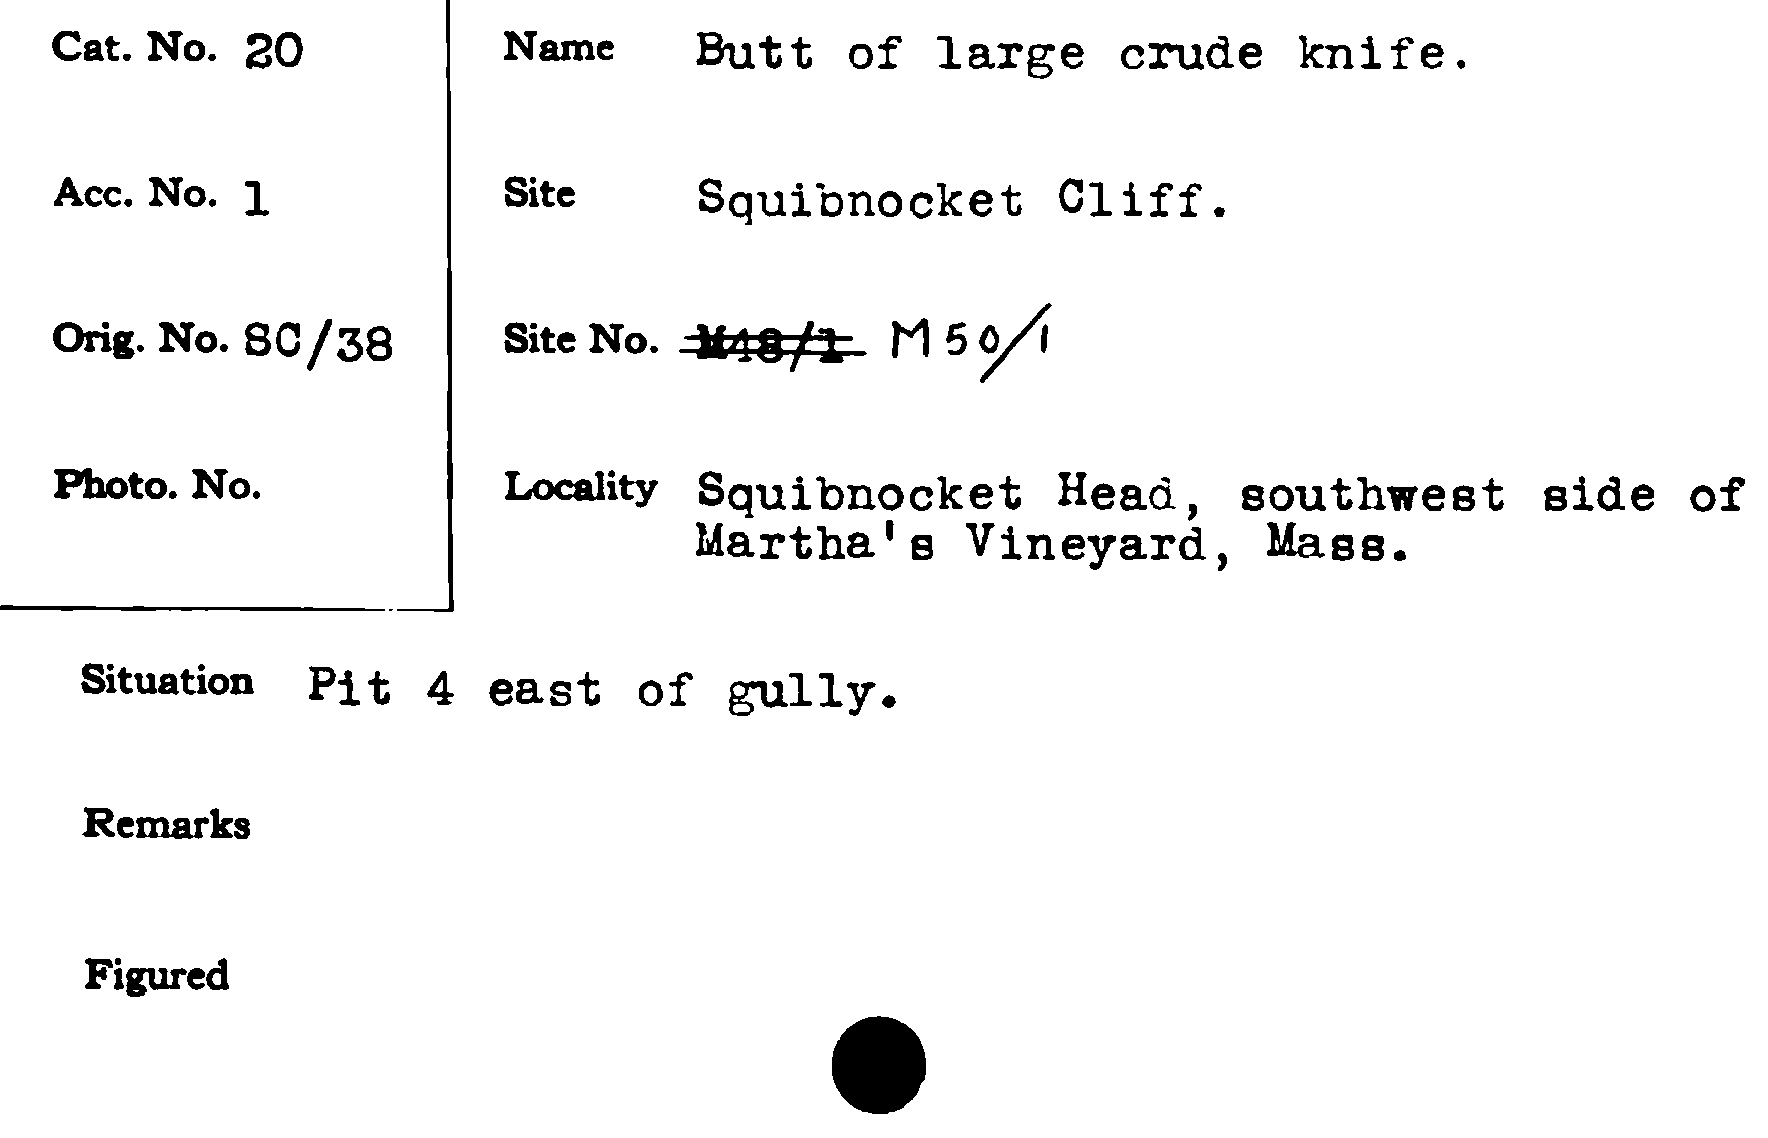 Cat. No. 20
Name Butt of large crude knife.
Acc. No. 1
Site Squibnocket Cliff.
Orig. No. SC/38
Site No. M48/1 M50/1
Photo. No.
Locality Squibnocket Head, southwest side of
Martha's Vineyard, Mass.
Situation Pit 4 east of gully.
Remarks
Figured